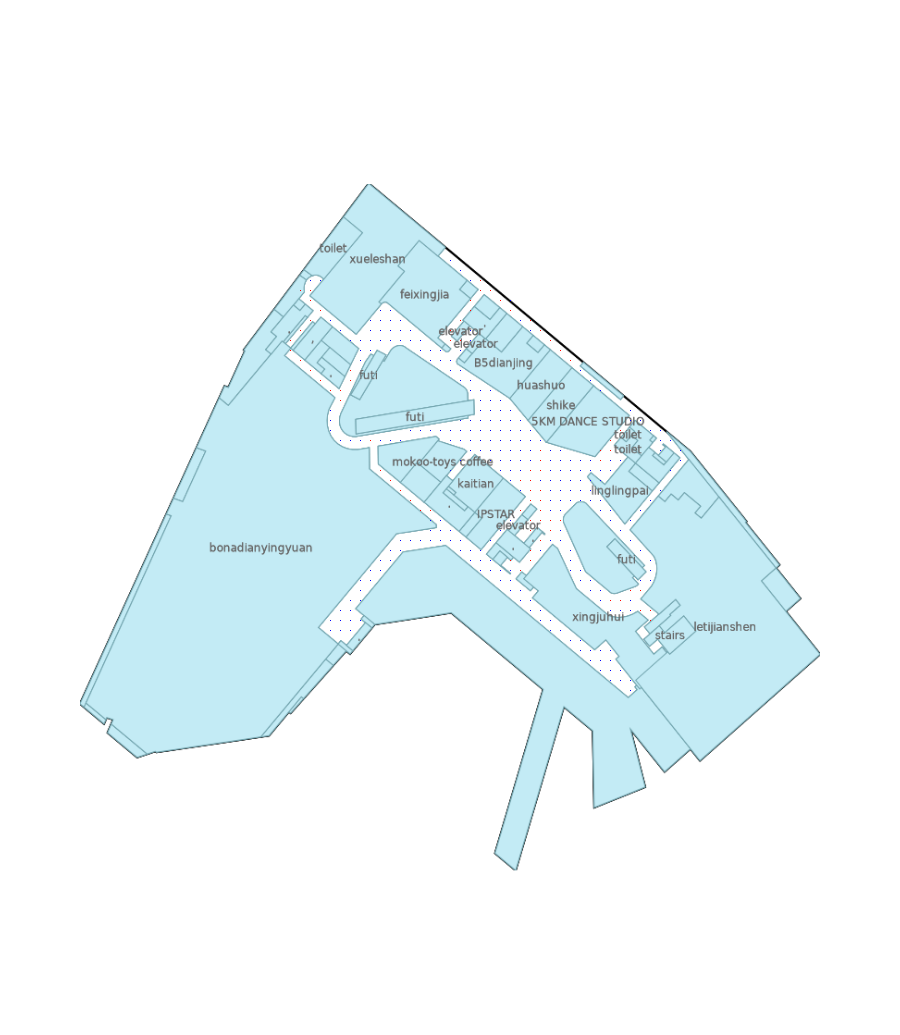 toilet
xueleshan
feixingjia
elevator
elevator
B5dianjing
futi
huashuo
shike
futi
5KM DANCE STUDIO
toilet
toilet
mokoo-toys coffee
kaitian
linglingpai
IPSTAR
elevator
bonadianyingyuan
futi
xingjuhui
letijianshen
stairs